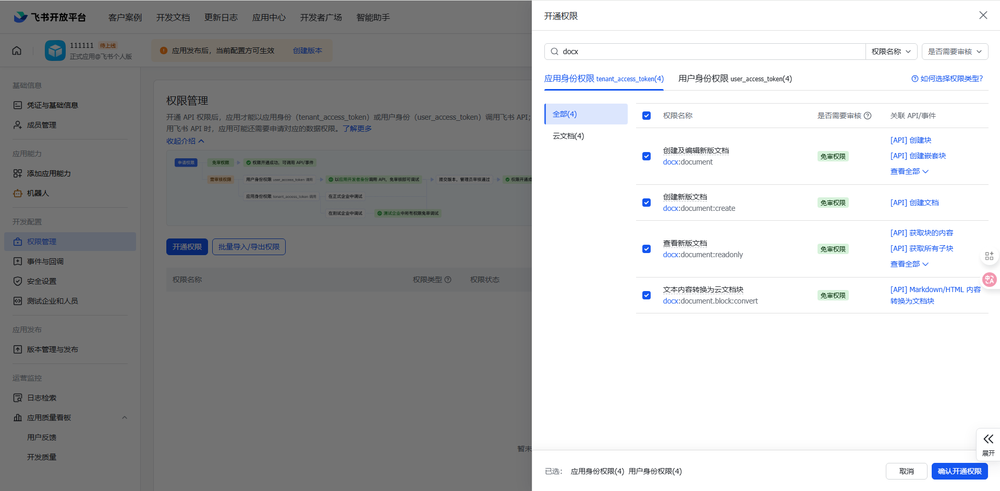 飞书开放平台
客户案例
开发文档
更新日志
应用中心
开发者广场
智能助手
111111 待上线
正式应用@飞书个人版
应用发布后，当前配置方可生效
创建版本
基础信息
凭证与基础信息
成员管理
应用能力
添加应用能力
机器人
开发配置
权限管理
事件与回调
安全设置
测试企业和人员
应用发布
版本管理与发布
运营监控
日志检索
应用质量看板
用户反馈
开发质量
权限管理
开通 API 权限后，应用才能以应用身份（tenant_access_token）或用户身份（user_access_token）调用飞书 API；
用飞书 API 时，应用可能还需要申请对应的数据权限。了解更多
收起介绍
申请权限
免审权限
权限开通成功，可调用 API/事件
需审核权限
用户身份权限 user_access_token 调用
以应用开发者身份调用 API，免审核即可调试
提交版本，管理员审核通过
权限开通成
应用身份权限 tenant_access_token 调用
在正式企业中调试
在测试企业中调试
测试企业中所有权限免审调试
开通权限
批量导入/导出权限
权限名称
权限类型
权限状态
暂未
开通权限
docx
权限名称
是否需要审核
应用身份权限 tenant_access_token(4)
用户身份权限 user_access_token(4)
如何选择权限类型?
全部(4)
云文档(4)
权限名称
是否需要审核
关联 API/事件
创建及编辑新版文档
docx:document
免审权限
[API] 创建块
[API] 创建嵌套块
查看全部
创建新版文档
docx:document:create
免审权限
[API] 创建文档
查看新版文档
docx:document:readonly
免审权限
[API] 获取块的内容
[API] 获取所有子块
查看全部
文本内容转换为云文档块
docx:document.block:convert
免审权限
[API] Markdown/HTML 内容
转换为文档块
展开
已选：
应用身份权限(4)
用户身份权限(4)
取消
确认开通权限